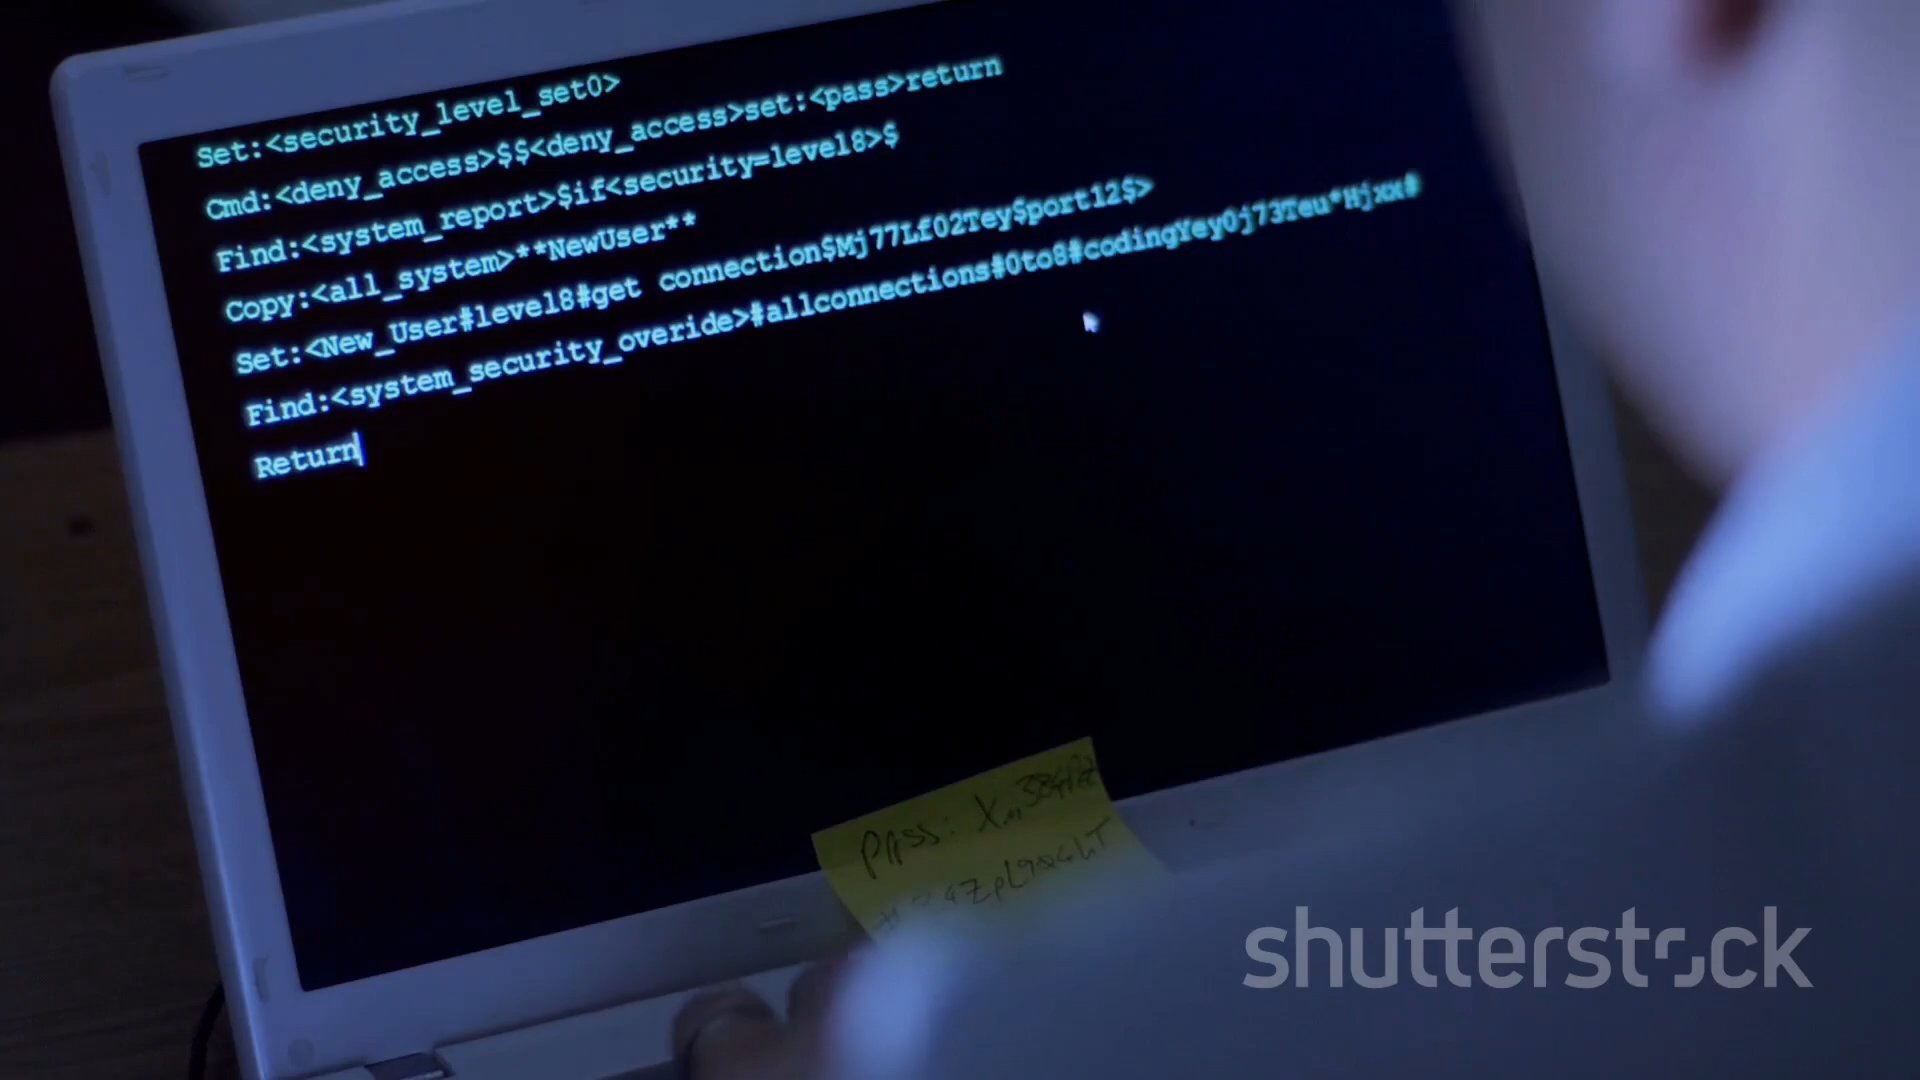 Set:<security_level_set0>
Cmd:<deny_access>$$<deny_access>set:<pass>return
Find:<system_report>$if<security=level8>$
Copy:<all_system>**NewUser**
Set:<New_User#level8#get connection$Mj77Lf02Tey$port12$>
Find:<system_security_overide>#allconnections#0to8#codingYey0j73Teu*Hjxx#
Return
pass:
shutterstock